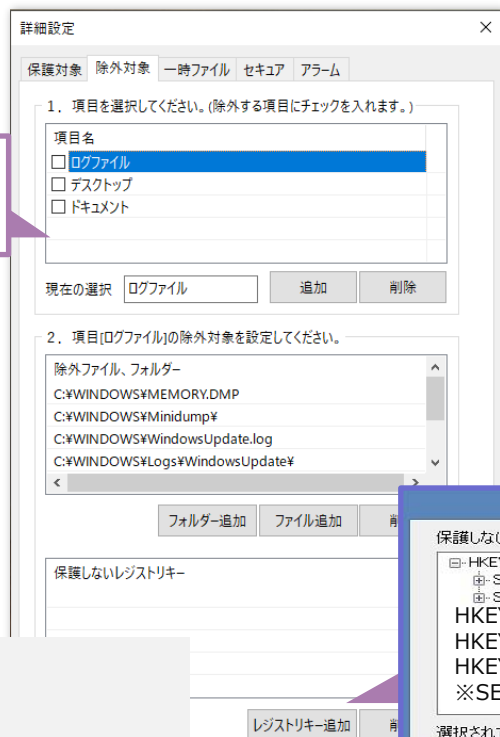 詳細設定
保護対象 除外対象 一時ファイル セキュア アラーム
1. 項目を選択してください。(除外する項目にチェックを入れます。)
項目名
ログファイル
デスクトップ
ドキュメント
現在の選択 ログファイル 追加 削除
2. 項目[ログファイル]の除外対象を設定してください。
除外ファイル、フォルダー
C:¥WINDOWS¥MEMORY.DMP
C:¥WINDOWS¥Minidump¥
C:¥WINDOWS¥WindowsUpdate.log
C:¥WINDOWS¥Logs¥WindowsUpdate¥
フォルダー追加 ファイル追加
保護しないレジストリキー
レジストリキー追加
保護しな
HKEY
HKEY
HKEY
HKEY
※SE
選択され